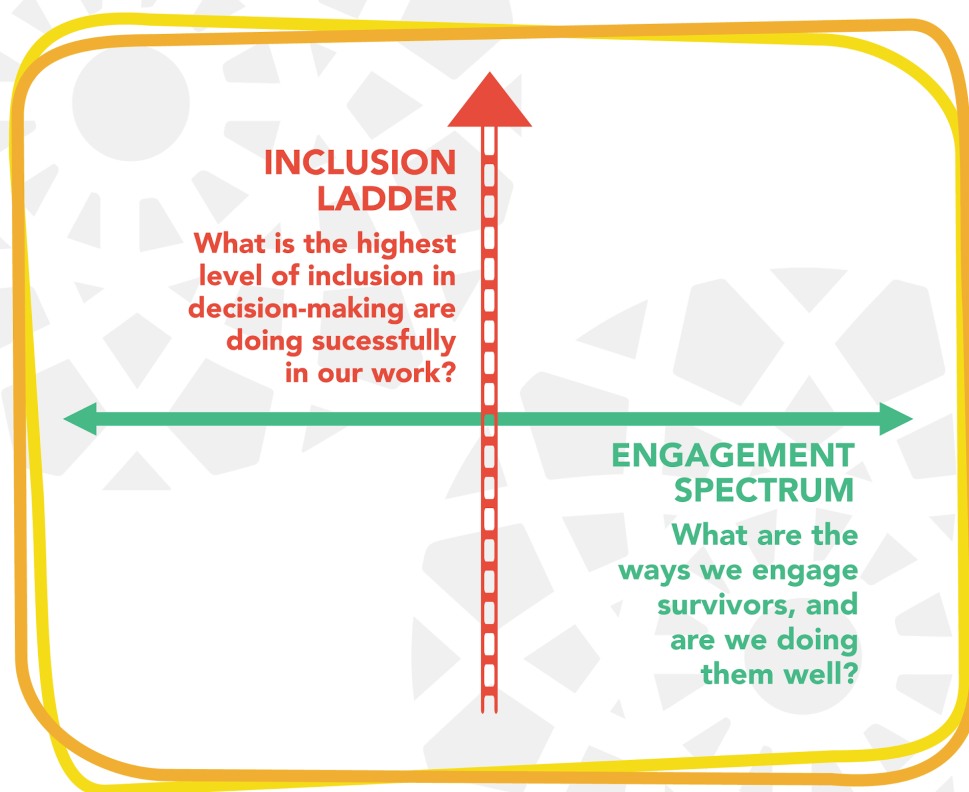 INCLUSION
LADDER
What is the highest
level of inclusion in
decision-making are
doing sucessfully
in our work?
ENGAGEMENT
SPECTRUM
What are the
ways we engage
survivors, and
are we doing
them well?